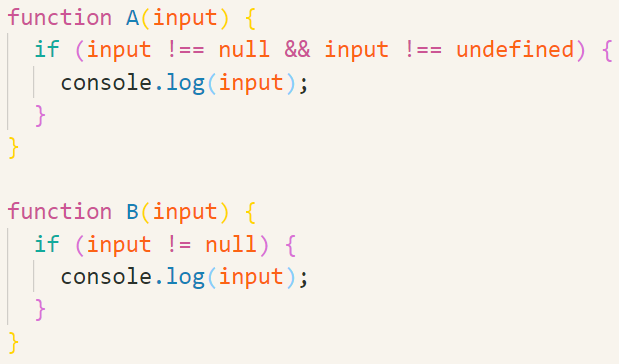 function A(input) {
  if (input !== null && input !== undefined) {
    console.log(input);
  }
}

function B(input) {
  if (input != null) {
    console.log(input);
  }
}